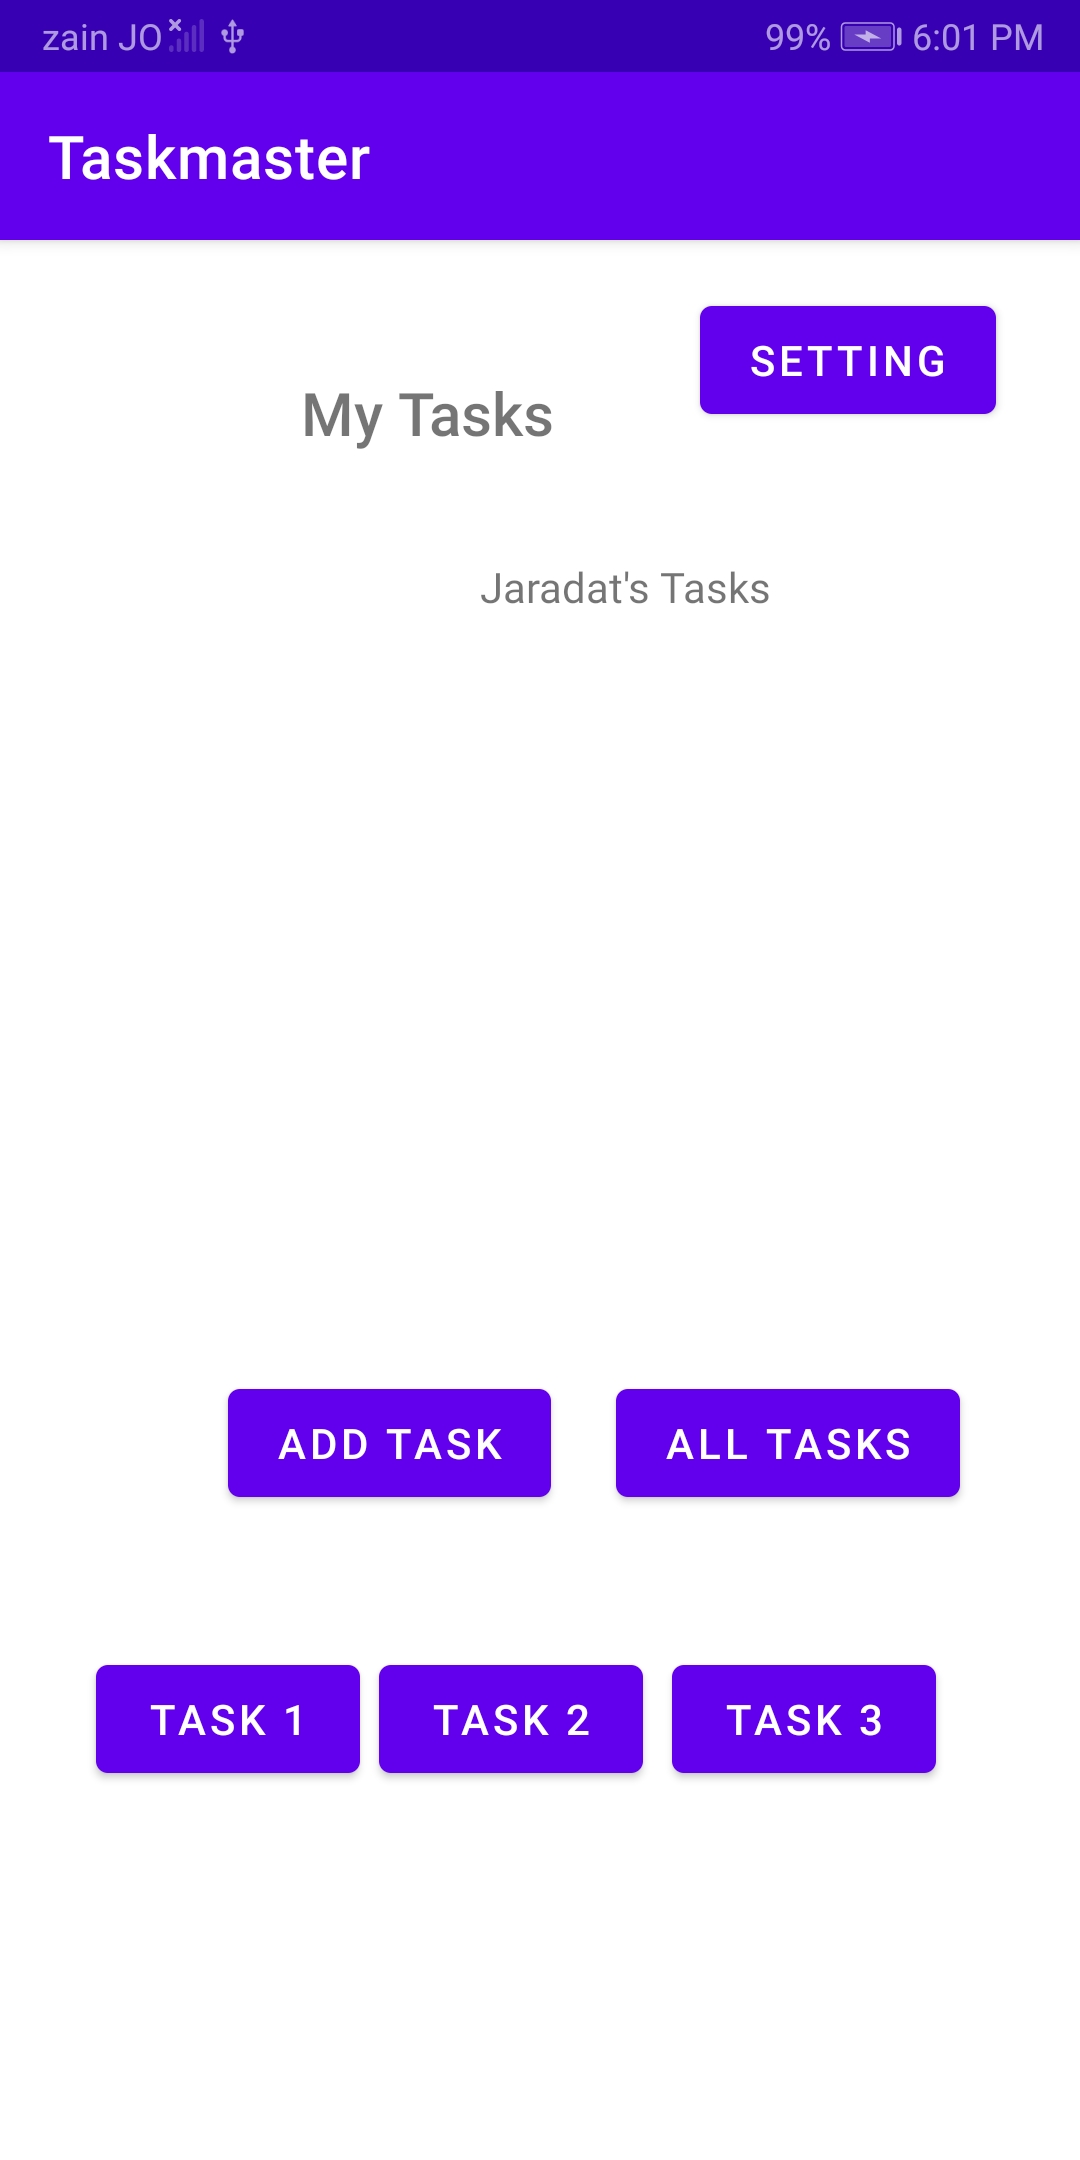 zain JO 99% 6:01 PM
Taskmaster
SETTING
My Tasks
Jaradat's Tasks
ADD TASK ALL TASKS
TASK 1 TASK 2 TASK 3